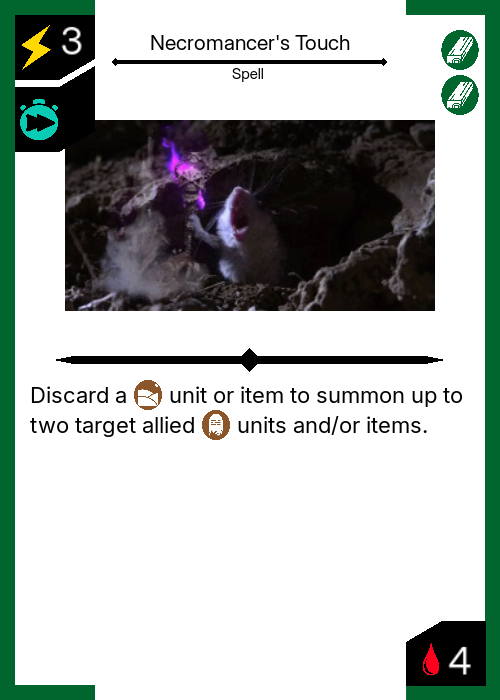 3
Necromancer's Touch
Spell
Discard a unit or item to summon up to
two target allied units and/or items.
4